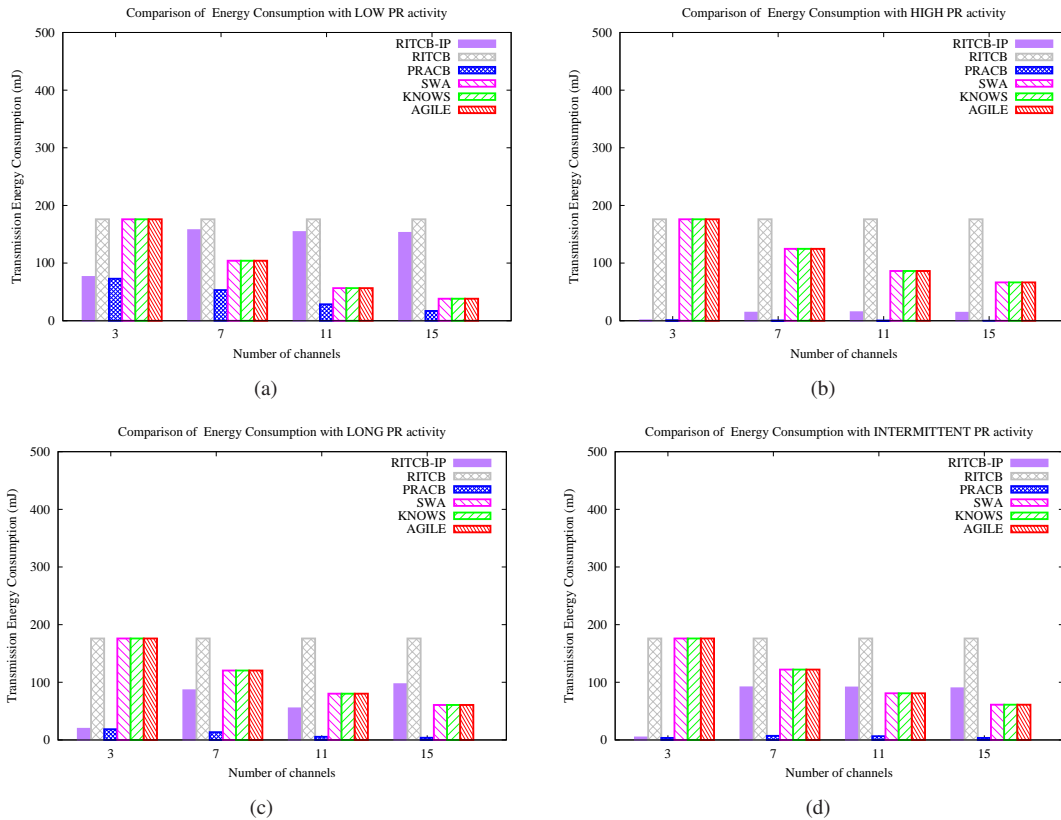 Comparison of Energy Consumption with LOW PR activity
500
400
300
200
100
0
Transmission Energy Consumption (mJ)
RITCB-IP
RITCB
PRACB
SWA
KNOWS
AGILE
3 7 11 15
Number of channels
(a)
Comparison of Energy Consumption with HIGH PR activity
500
400
300
200
100
0
Transmission Energy Consumption (mJ)
RITCB-IP
RITCB
PRACB
SWA
KNOWS
AGILE
3 7 11 15
Number of channels
(b)
Comparison of Energy Consumption with LONG PR activity
500
400
300
200
100
0
Transmission Energy Consumption (mJ)
RITCB-IP
RITCB
PRACB
SWA
KNOWS
AGILE
3 7 11 15
Number of channels
(c)
Comparison of Energy Consumption with INTERMITTENT PR activity
500
400
300
200
100
0
Transmission Energy Consumption (mJ)
RITCB-IP
RITCB
PRACB
SWA
KNOWS
AGILE
3 7 11 15
Number of channels
(d)